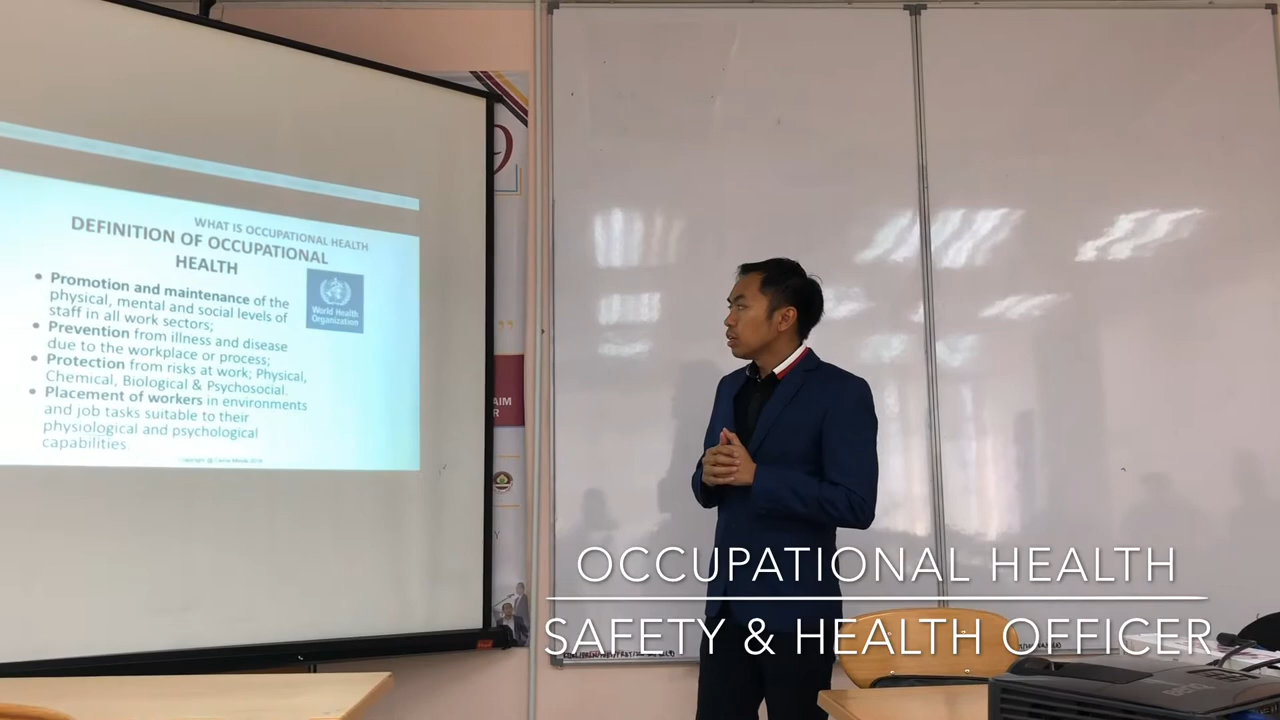 WHAT IS OCCUPATIONAL HEALTH
DEFINITION OF OCCUPATIONAL
HEALTH
• Promotion and maintenance of the
physical, mental and social levels of
staff in all work sectors;
• Prevention from illness and disease
due to the workplace or process;
• Protection from risks at work; Physical,
Chemical, Biological & Psychosocial.
• Placement of workers in environments
and job tasks suitable to their
physiological and psychological
capabilities.
World Health
Organization
AIM
R
Y
OCCUPATIONAL HEALTH
SAFETY & HEALTH OFFICER
BenQ